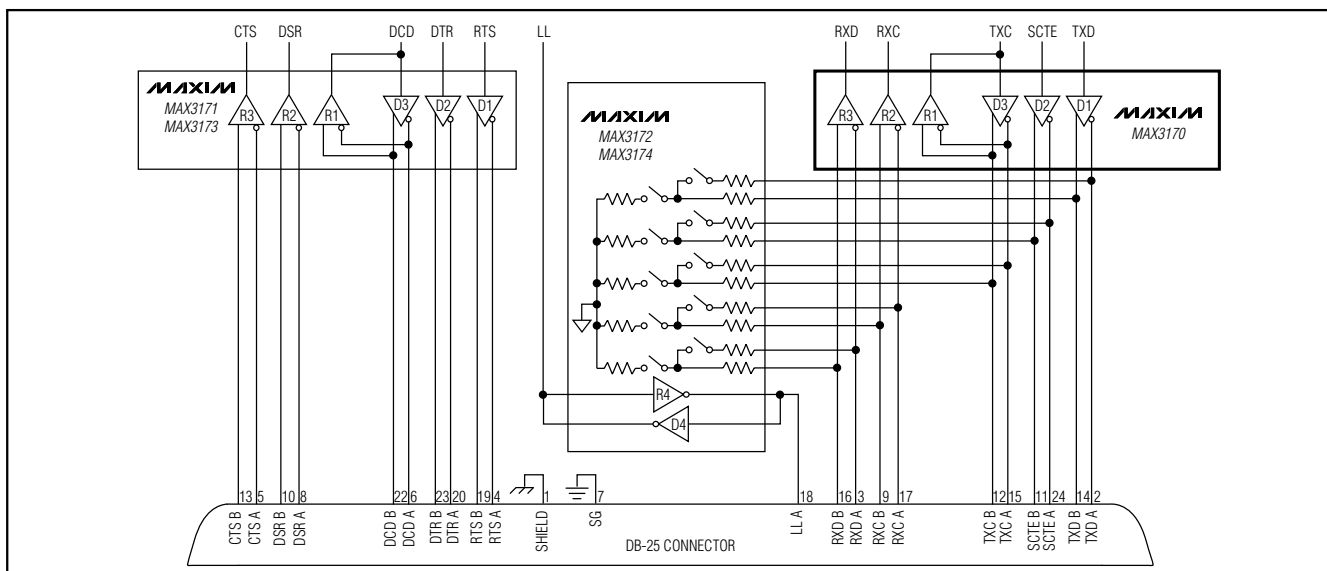 CTS DSR DCD DTR RTS LL RXD RXC TXC SCTE TXD
MAXIM
MAX3171
MAX3173
R3 R2 R1 D3 D2 D1
MAXIM
MAX3172
MAX3174
R3 R2 R1 D3 D2 D1
MAXIM
MAX3170
R4
D4
13 5 10 8 22 6 23 20 19 4 1 7 18 16 3 9 17 12 15 11 24 14 2
CTS B
CTS A
DSR B
DSR A
DCD B
DCD A
DTR B
DTR A
RTS B
RTS A
SHIELD
SG
LL A
RXD B
RXD A
RXC B
RXC A
TXC B
TXC A
SCTE B
SCTE A
TXD B
TXD A
DB-25 CONNECTOR